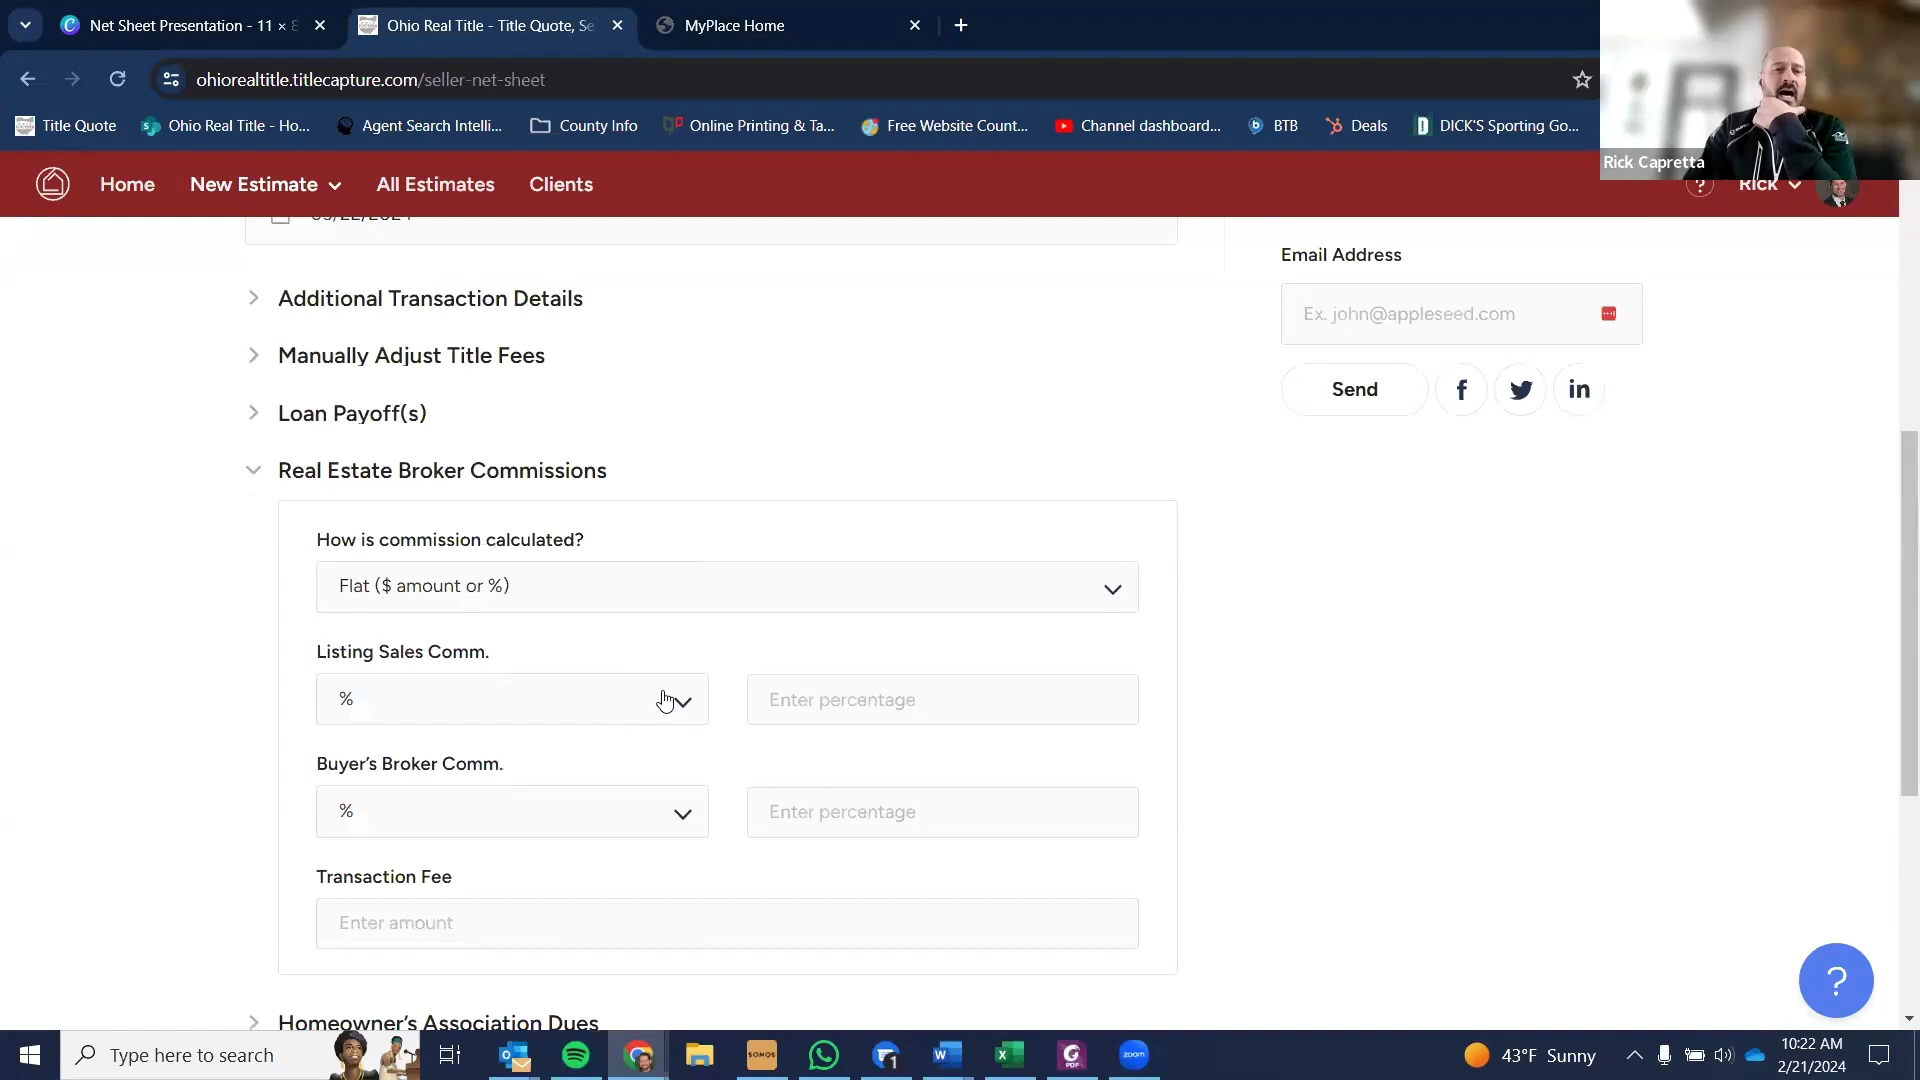 Net Sheet Presentation - 11 ×
Ohio Real Title - Title Quote, Se
MyPlace Home
ohiorealtitle.titlecapture.com/seller-net-sheet
Title Quote
Ohio Real Title - Ho...
Agent Search Intelli...
County Info
Online Printing & Ta...
Free Website Count...
Channel dashboard...
BTB
Deals
DICK'S Sporting Go...
Rick Capretta
Home
New Estimate
All Estimates
Clients
?
Rick
Email Address
Ex. john@appleseed.com
Send
Additional Transaction Details
Manually Adjust Title Fees
Loan Payoff(s)
Real Estate Broker Commissions
How is commission calculated?
Flat ($ amount or %)
Listing Sales Comm.
%
Enter percentage
Buyer's Broker Comm.
%
Enter percentage
Transaction Fee
Enter amount
?
Homeowner's Association Dues
Type here to search
SONOS
zoom
43°F Sunny
10:22 AM
2/21/2024